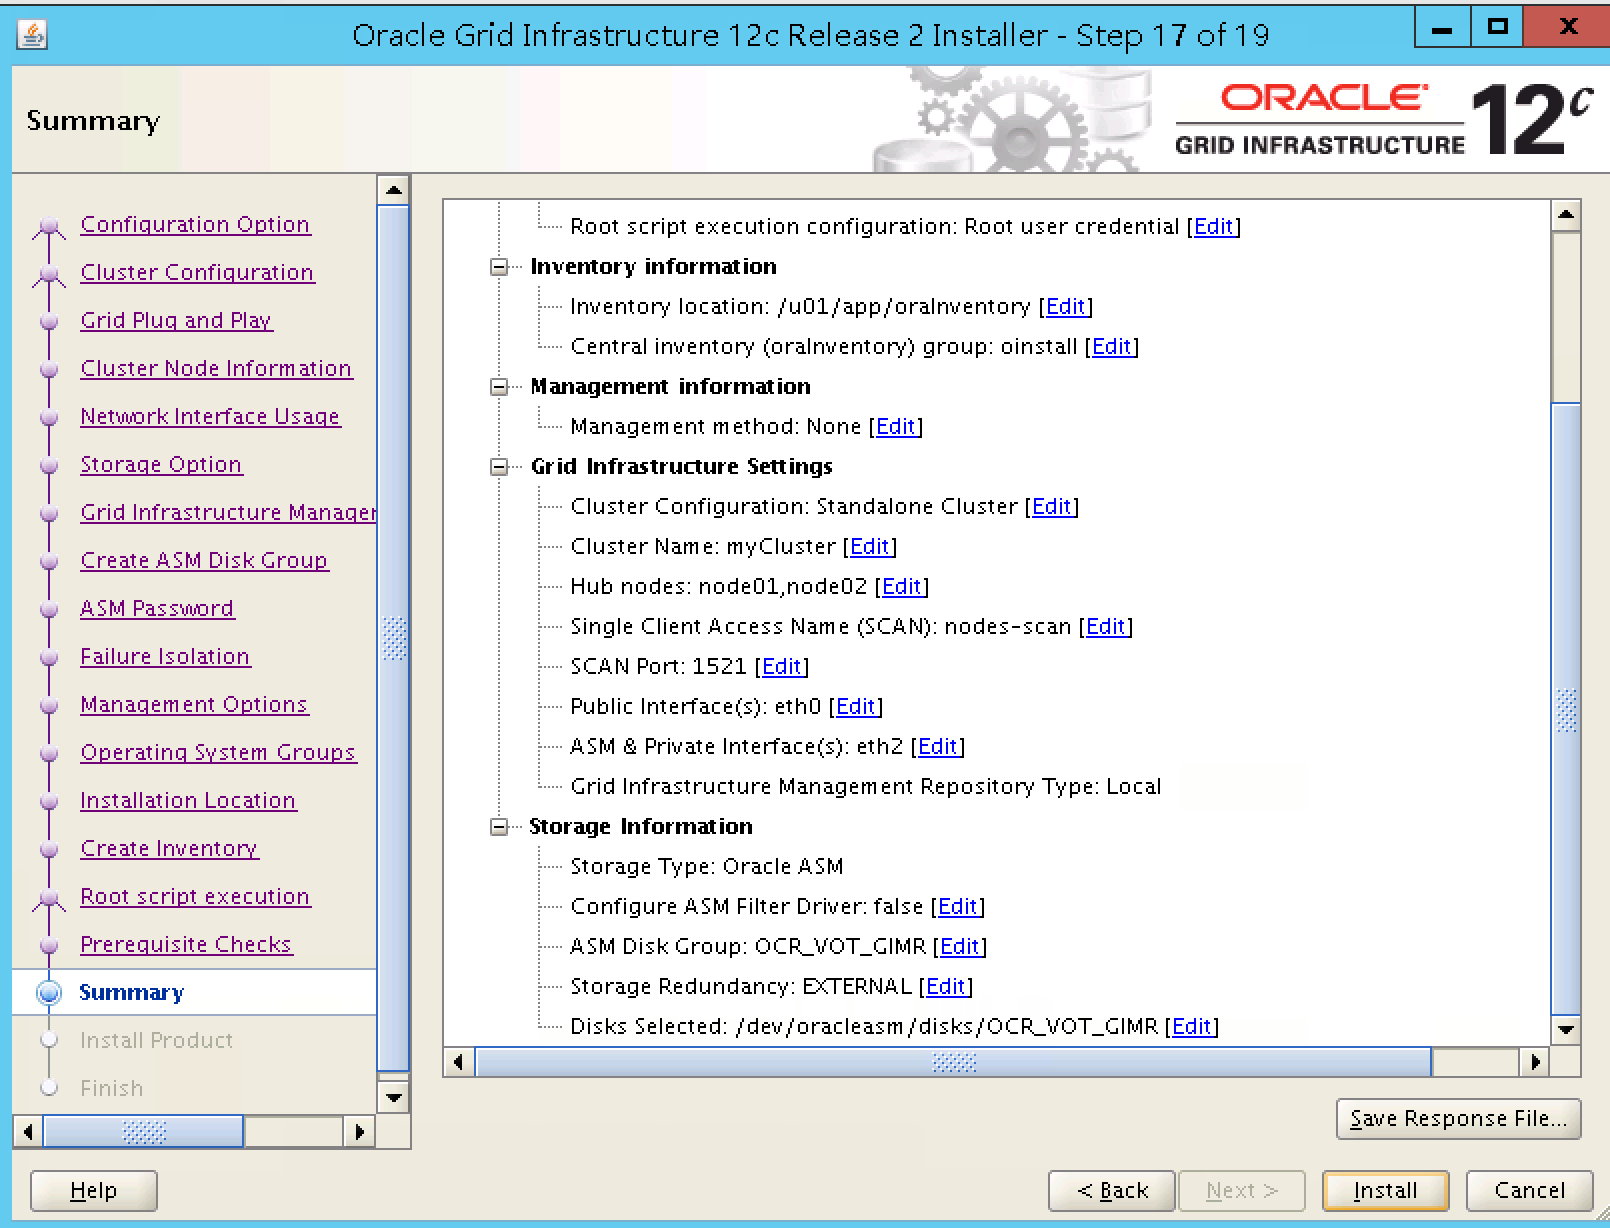 Oracle Grid Infrastructure 12c Release 2 Installer - Step 17 of 19
Summary
ORACLE
GRID INFRASTRUCTURE
12c
Configuration Option
Cluster Configuration
Grid Plug and Play
Cluster Node Information
Network Interface Usage
Storage Option
Grid Infrastructure Manager
Create ASM Disk Group
ASM Password
Failure Isolation
Management Options
Operating System Groups
Installation Location
Create Inventory
Root script execution
Prerequisite Checks
Summary
Install Product
Finish
Root script execution configuration: Root user credential [Edit]
Inventory information
Inventory location: /u01/app/oraInventory [Edit]
Central inventory (oraInventory) group: oinstall [Edit]
Management information
Management method: None [Edit]
Grid Infrastructure Settings
Cluster Configuration: Standalone Cluster [Edit]
Cluster Name: myCluster [Edit]
Hub nodes: node01,node02 [Edit]
Single Client Access Name (SCAN): nodes-scan [Edit]
SCAN Port: 1521 [Edit]
Public Interface(s): eth0 [Edit]
ASM & Private Interface(s): eth2 [Edit]
Grid Infrastructure Management Repository Type: Local
Storage Information
Storage Type: Oracle ASM
Configure ASM Filter Driver: false [Edit]
ASM Disk Group: OCR_VOT_GIMR [Edit]
Storage Redundancy: EXTERNAL [Edit]
Disks Selected: /dev/oracleasm/disks/OCR_VOT_GIMR [Edit]
Save Response File...
Help
< Back
Next >
Install
Cancel